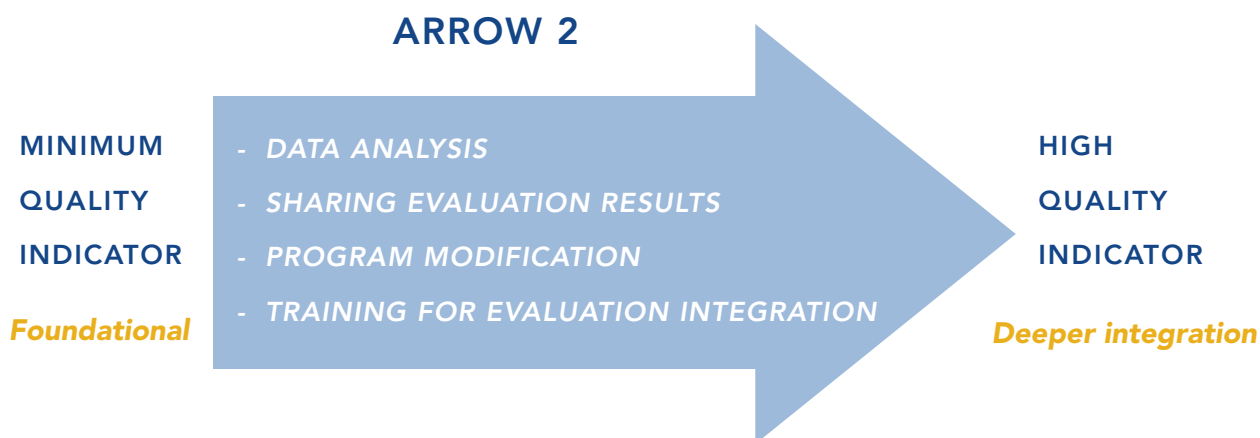 ARROW 2
MINIMUM
QUALITY
INDICATOR
Foundational
- DATA ANALYSIS
- SHARING EVALUATION RESULTS
- PROGRAM MODIFICATION
- TRAINING FOR EVALUATION INTEGRATION
HIGH
QUALITY
INDICATOR
Deeper integration